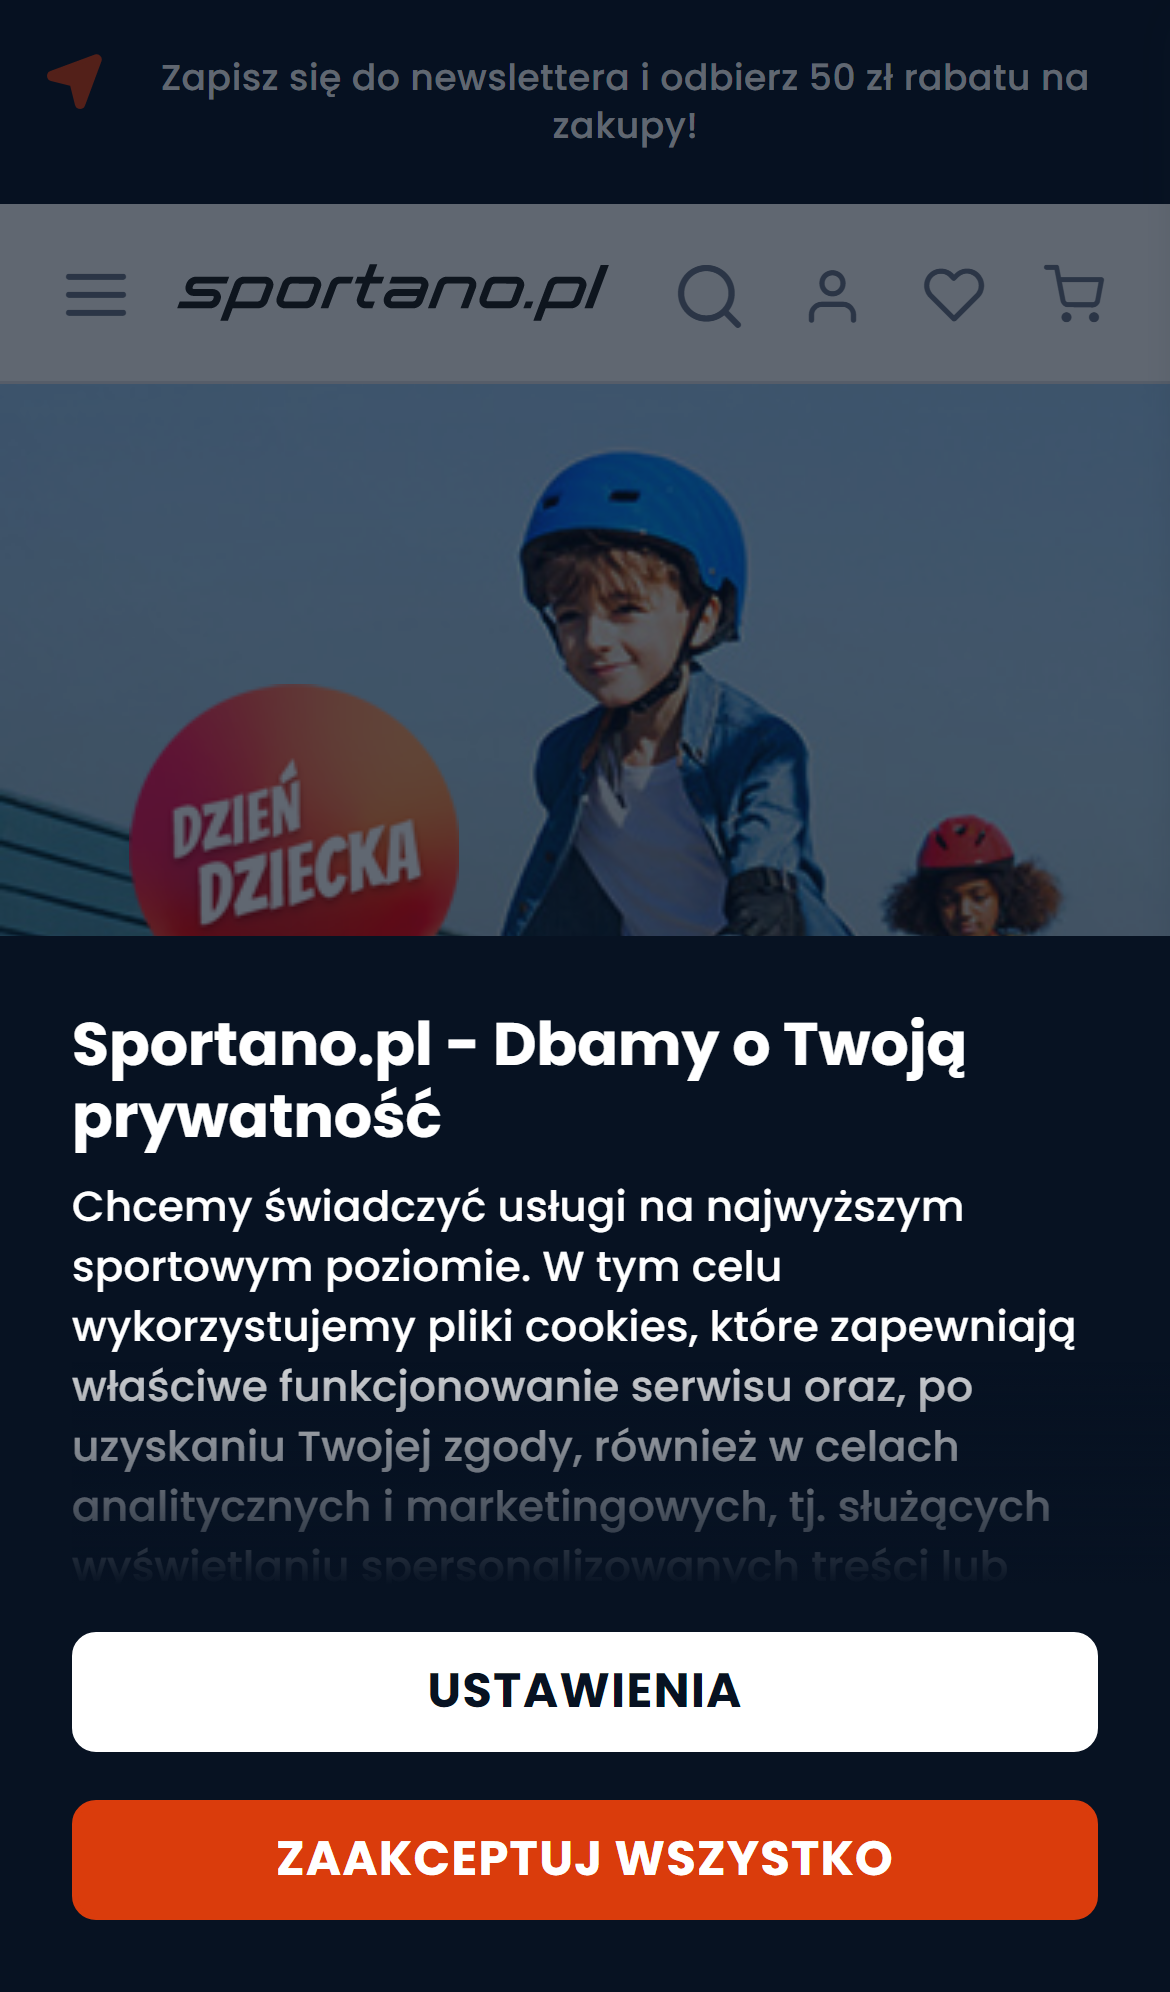 Zapisz się do newslettera i odbierz 50 zł rabatu na
zakupy!
sportano.pl
DZIEŃ
DZIECKA
Sportano.pl - Dbamy o Twoją
prywatność
Chcemy świadczyć usługi na najwyższym
sportowym poziomie. W tym celu
wykorzystujemy pliki cookies, które zapewniają
właściwe funkcjonowanie serwisu oraz, po
uzyskaniu Twojej zgody, również w celach
analitycznych i marketingowych, tj. służących
wyświetlaniu spersonalizowanych treści lub
USTAWIENIA
ZAAKCEPTUJ WSZYSTKO